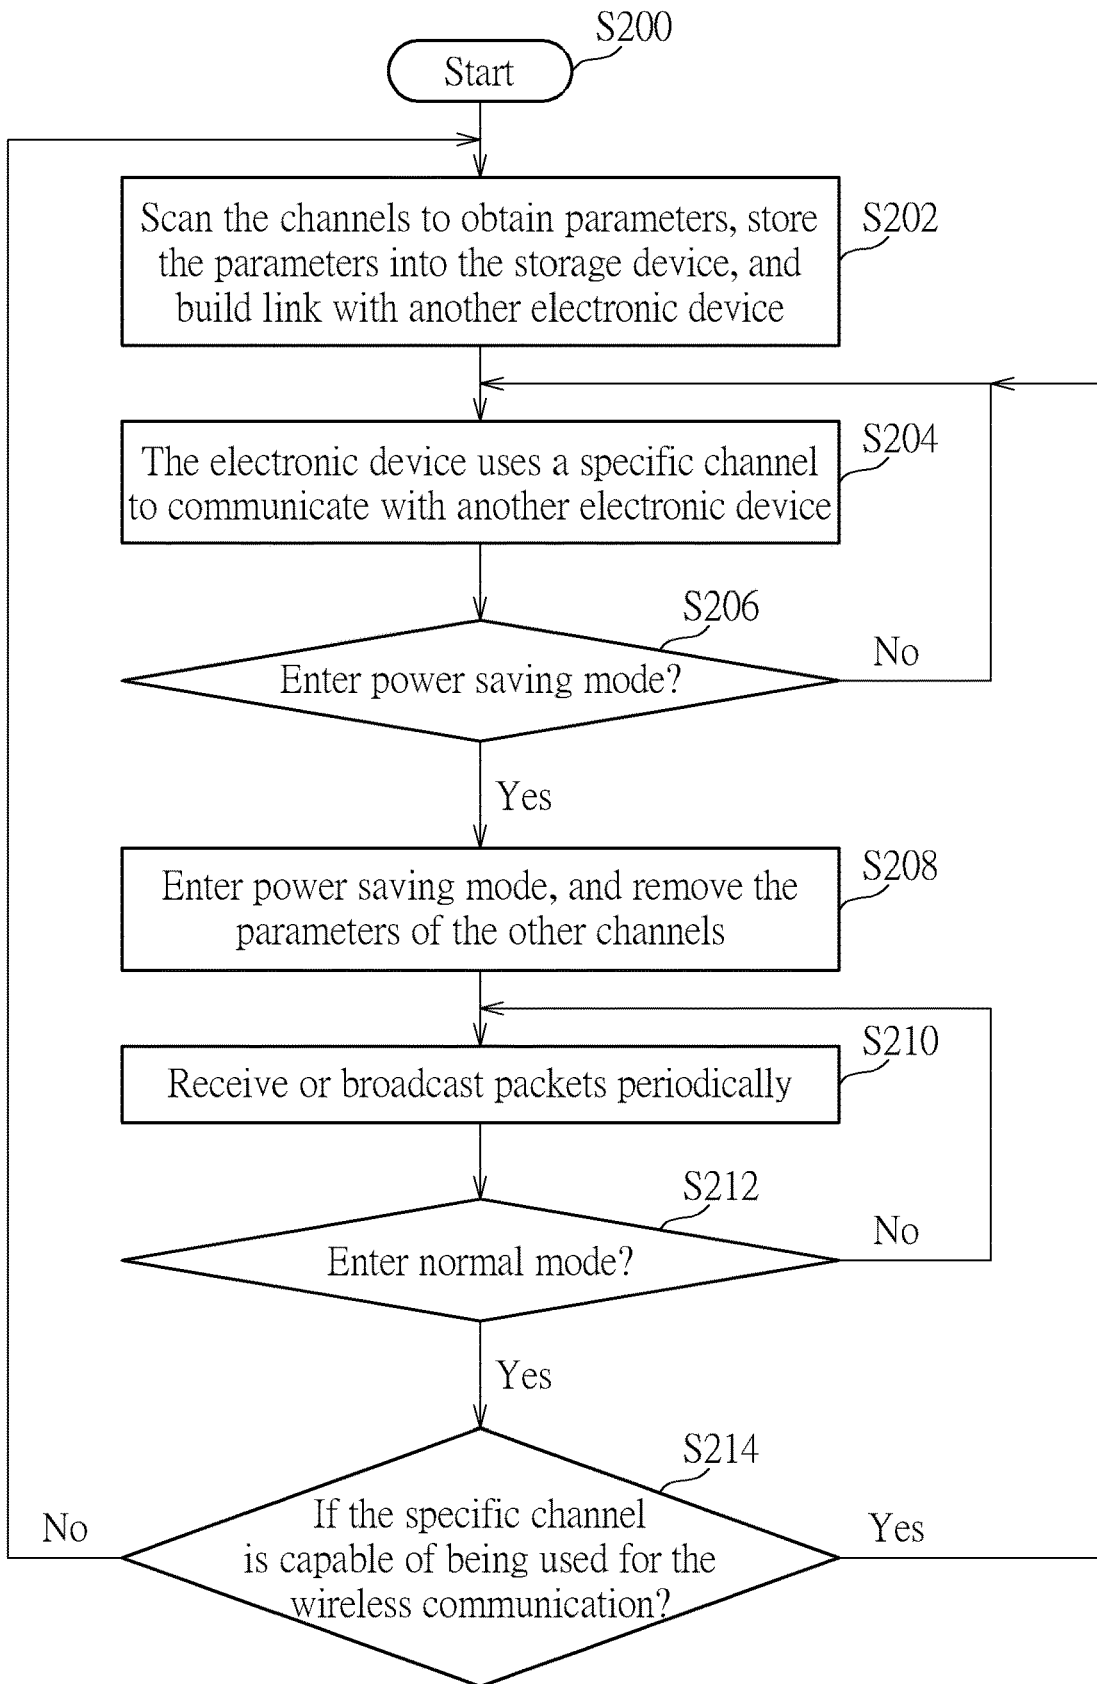 S200
Start
Scan the channels to obtain parameters, store
the parameters into the storage device, and
build link with another electronic device
S202
The electronic device uses a specific channel
to communicate with another electronic device
S204
S206
Enter power saving mode?
No
Yes
Enter power saving mode, and remove the
parameters of the other channels
S208
Receive or broadcast packets periodically
S210
S212
Enter normal mode?
No
Yes
S214
If the specific channel
is capable of being used for the
wireless communication?
No
Yes